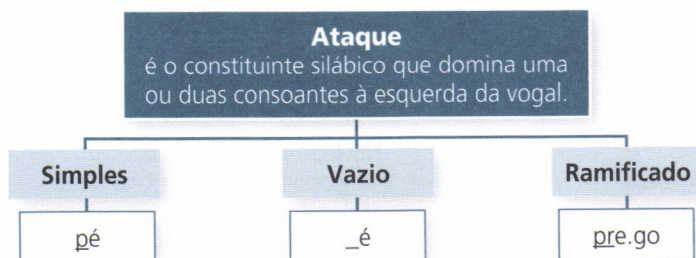 Ataque
é o constituinte silábico que domina uma
ou duas consoantes à esquerda da vogal.
Simples Vazio Ramificado
pé _é pre.go